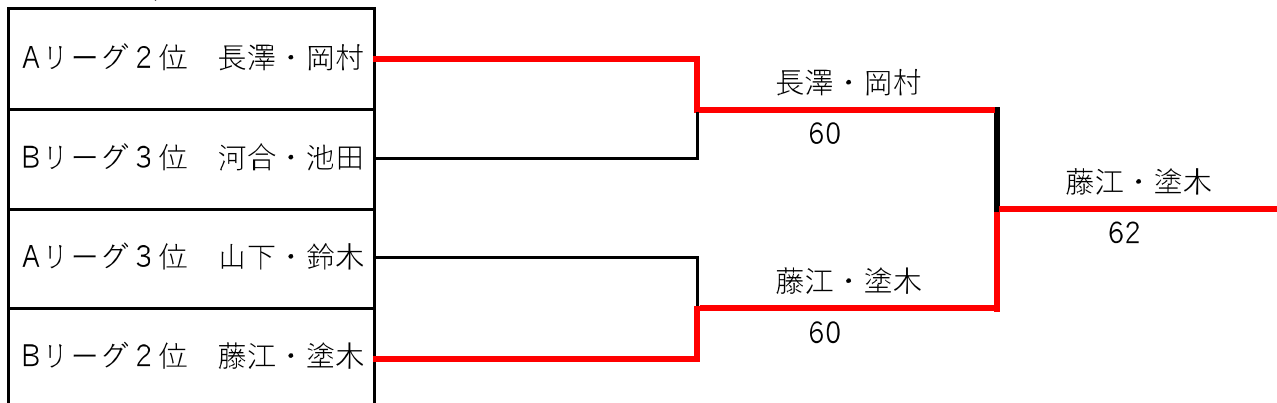 Aリーグ2位　長澤・岡村
Bリーグ3位　河合・池田
Aリーグ3位　山下・鈴木
Bリーグ2位　藤江・塗木
長澤・岡村
60
藤江・塗木
60
藤江・塗木
62